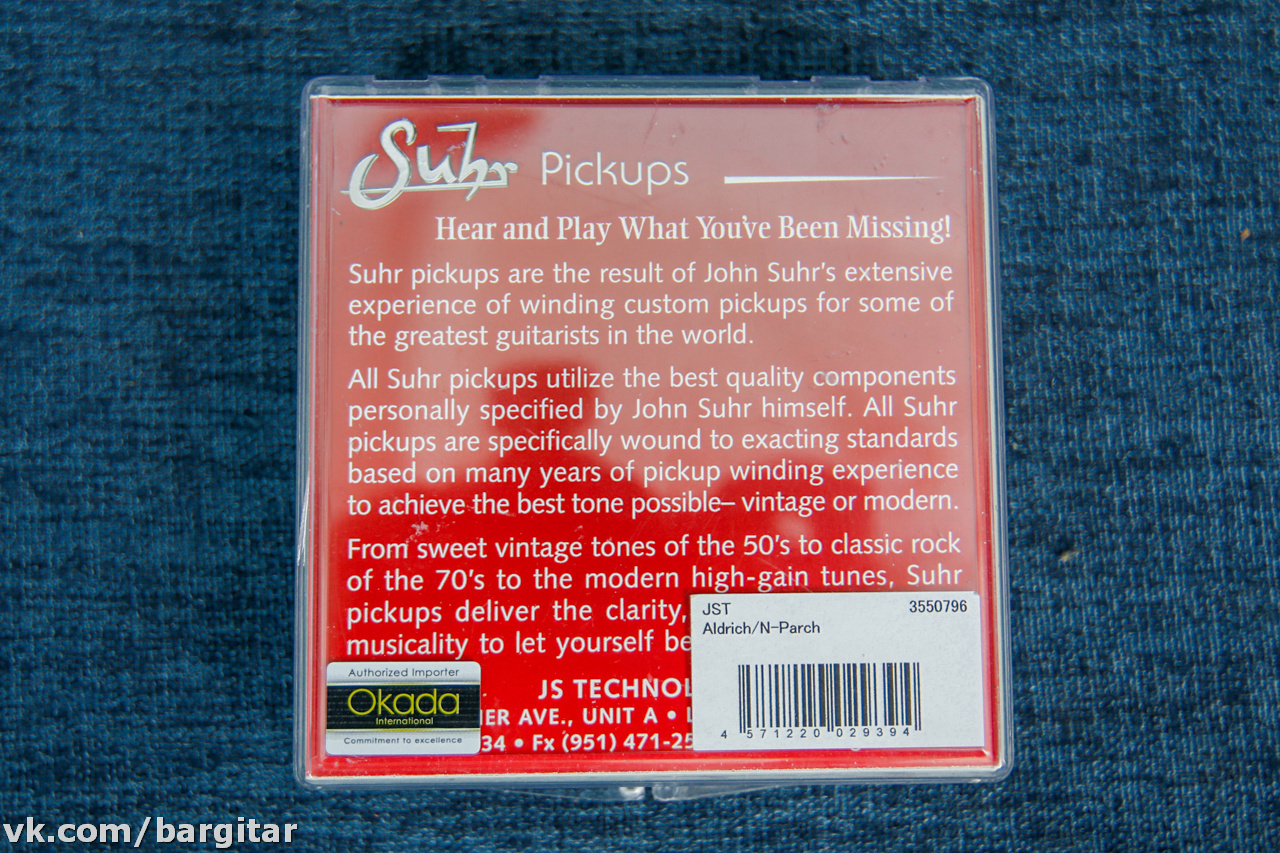 Suhr Pickups
Hear and Play What You've Been Missing!
Suhr pickups are the result of John Suhr's extensive
experience of winding custom pickups for some of
the greatest guitarists in the world.
All Suhr pickups utilize the best quality components
personally specified by John Suhr himself. All Suhr
pickups are specifically wound to exacting standards
based on many years of pickup winding experience
to achieve the best tone possible– vintage or modern.
From sweet vintage tones of the 50's to classic rock
of the 70's to the modern high-gain tunes, Suhr
pickups deliver the clarity,
musicality to let yourself be
JST 3550796
Aldrich/N-Parch
4 571220 029394
Authorized Importer
Okada
International
Commitment to excellence
JS TECHNOL
ER AVE., UNIT A •
34 • Fx (951) 471-25
vk.com/bargitar